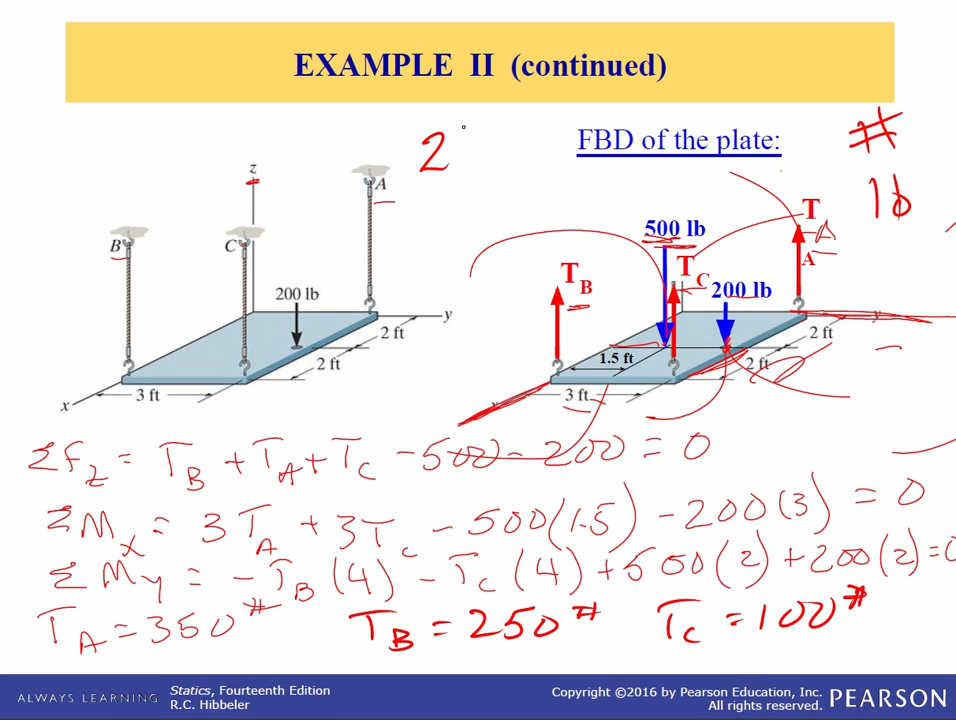 EXAMPLE II (continued)
2
FBD of the plate:
#
lb
z
A
B
C
200 lb
y
2 ft
2 ft
3 ft
x
500 lb
T
A
A
T B
T C
200 lb
1.5 ft
2 ft
2 ft
3 ft
y
x
ΣFz = TB + TA + TC - 500 - 200 = 0
ΣMx = 3TA + 3TC - 500(1.5) - 200(3) = 0
ΣMy = -TB(4) - TC(4) + 500(2) + 200(2) = 0
TA = 350# TB = 250# TC = 100#
ALWAYS LEARNING
Statics, Fourteenth Edition
R.C. Hibbeler
Copyright ©2016 by Pearson Education, Inc.
All rights reserved.
PEARSON